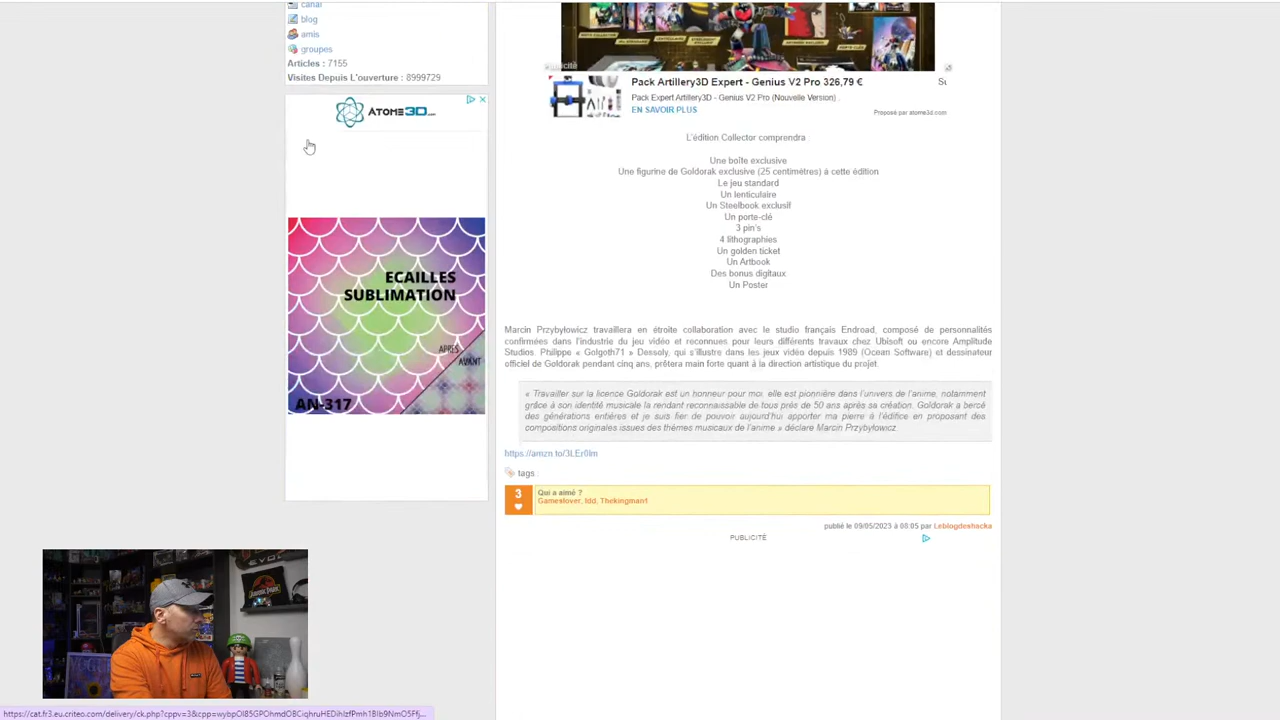 canal
blog
amis
groupes
Articles : 7155
Visites Depuis L'ouverture : 8999729
ATOME3D.com
ECAILLES
SUBLIMATION
APRÈS
AVANT
AN-317
Publicité
Pack Artillery3D Expert - Genius V2 Pro 326,79 €
Pack Expert Artillery3D - Genius V2 Pro (Nouvelle Version)
EN SAVOIR PLUS
Proposé par atome3d.com
L'édition Collector comprendra :
Une boîte exclusive
Une figurine de Goldorak exclusive (25 centimètres) à cette édition
Le jeu standard
Un lenticulaire
Un Steelbook exclusif
Un porte-clé
3 pin's
4 lithographies
Un golden ticket
Un Artbook
Des bonus digitaux
Un Poster
Marcin Przybyłowicz travaillera en étroite collaboration avec le studio français Endroad, composé de personnalités
confirmées dans l'industrie du jeu vidéo et reconnues pour leurs différents travaux chez Ubisoft ou encore Amplitude
Studios. Philippe « Golgoth71 » Dessoly, qui s'illustre dans les jeux vidéo depuis 1989 (Ocean Software) et dessinateur
officiel de Goldorak pendant cinq ans, prêtera main forte quant à la direction artistique du projet.
« Travailler sur la licence Goldorak est un honneur pour moi, elle est pionnière dans l'univers de l'anime, notamment
grâce à son identité musicale la rendant reconnaissable de tous près de 50 ans après sa création. Goldorak a bercé
des générations entières et je suis fier de pouvoir aujourd'hui apporter ma pierre à l'édifice en proposant des
compositions originales issues des thèmes musicaux de l'anime » déclare Marcin Przybyłowicz.
https://amzn.to/3LEr0lm
tags :
3
Qui a aimé ?
Gameslover, Idd, Thekingman1
publié le 09/05/2023 à 08:05 par Leblogdeshacka
PUBLICITÉ
JURASSIC PARK